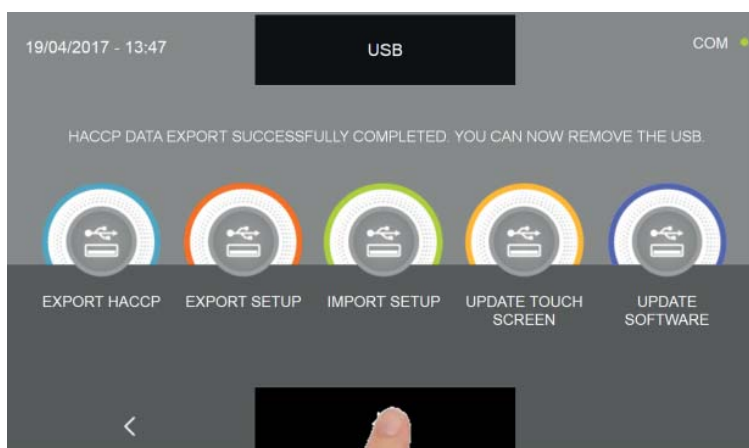 19/04/2017 - 13:47
USB
COM
HACCP DATA EXPORT SUCCESSFULLY COMPLETED. YOU CAN NOW REMOVE THE USB.
EXPORT HACCP
EXPORT SETUP
IMPORT SETUP
UPDATE TOUCH
SCREEN
UPDATE
SOFTWARE